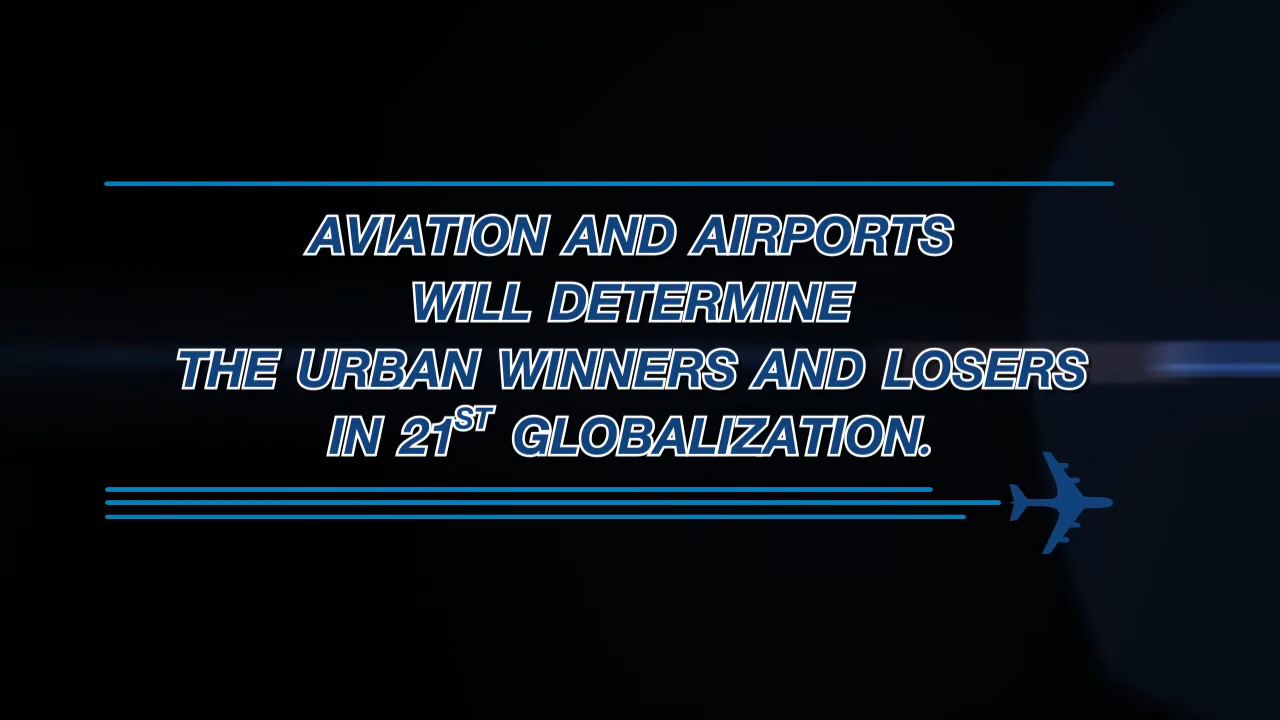 AVIATION AND AIRPORTS
WILL DETERMINE
THE URBAN WINNERS AND LOSERS
IN 21ST GLOBALIZATION.